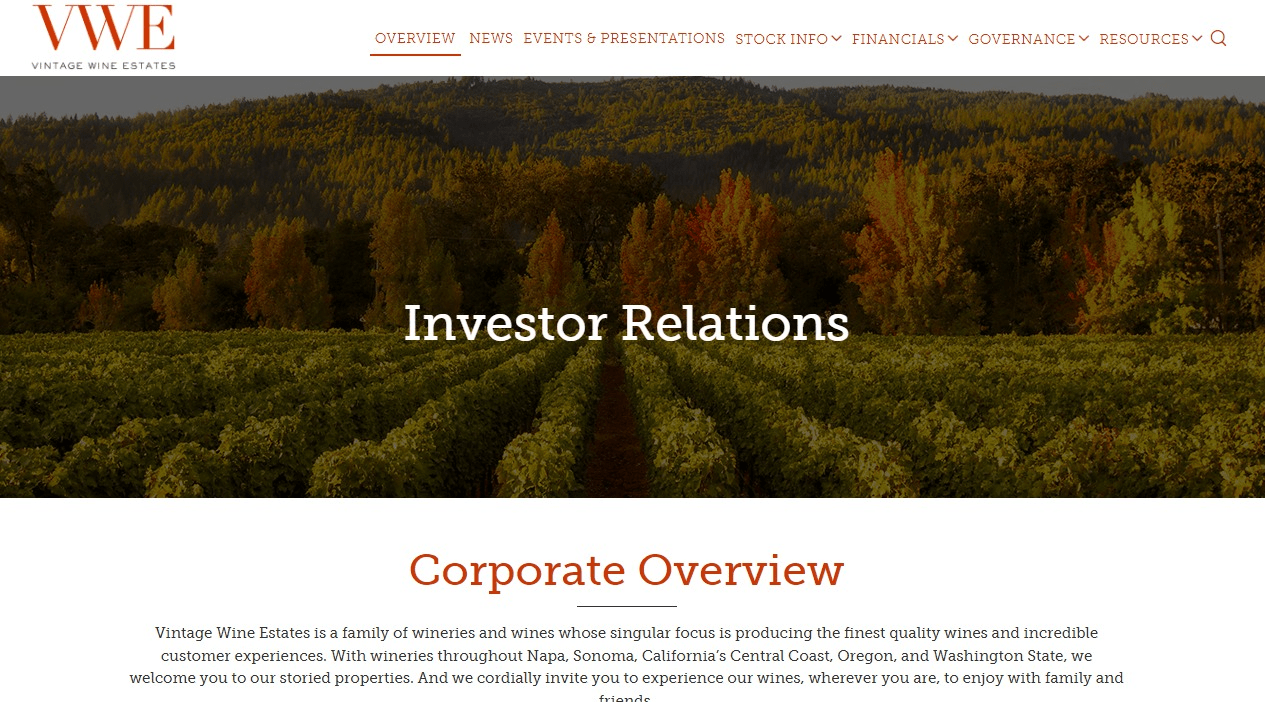 VWE
VINTAGE WINE ESTATES
OVERVIEW NEWS EVENTS & PRESENTATIONS STOCK INFO FINANCIALS GOVERNANCE RESOURCES
Investor Relations
Corporate Overview
Vintage Wine Estates is a family of wineries and wines whose singular focus is producing the finest quality wines and incredible
customer experiences. With wineries throughout Napa, Sonoma, California’s Central Coast, Oregon, and Washington State, we
welcome you to our storied properties. And we cordially invite you to experience our wines, wherever you are, to enjoy with family and
friends.